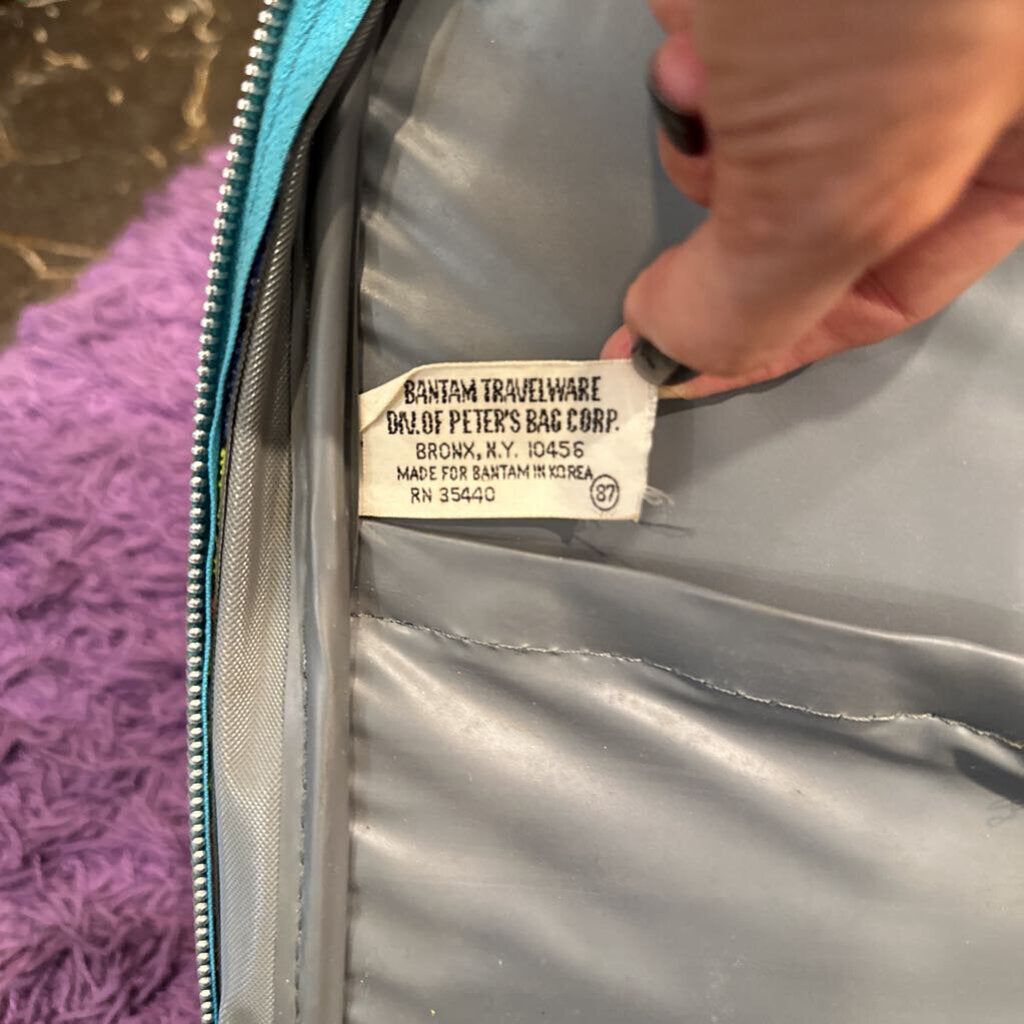 BANTAM TRAVELWARE
DIV. OF PETER'S BAG CORP.
BRONX, N.Y. 10456
MADE FOR BANTAM IN KOREA
RN 35440
87